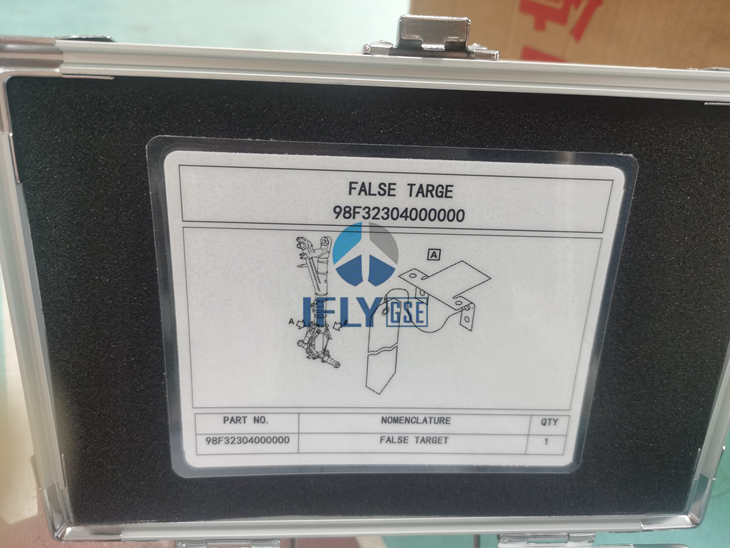 FALSE TARGE
98F32304000000
A
A
A
IFLY GSE
PART NO. NOMENCLATURE QTY
98F32304000000 FALSE TARGET 1